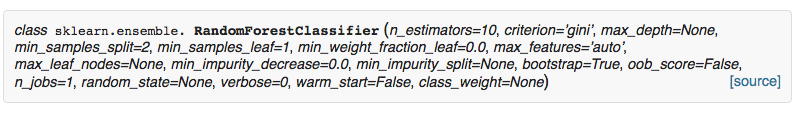 class sklearn.ensemble. RandomForestClassifier (n_estimators=10, criterion='gini', max_depth=None,
min_samples_split=2, min_samples_leaf=1, min_weight_fraction_leaf=0.0, max_features='auto',
max_leaf_nodes=None, min_impurity_decrease=0.0, min_impurity_split=None, bootstrap=True, oob_score=False,
n_jobs=1, random_state=None, verbose=0, warm_start=False, class_weight=None) [source]